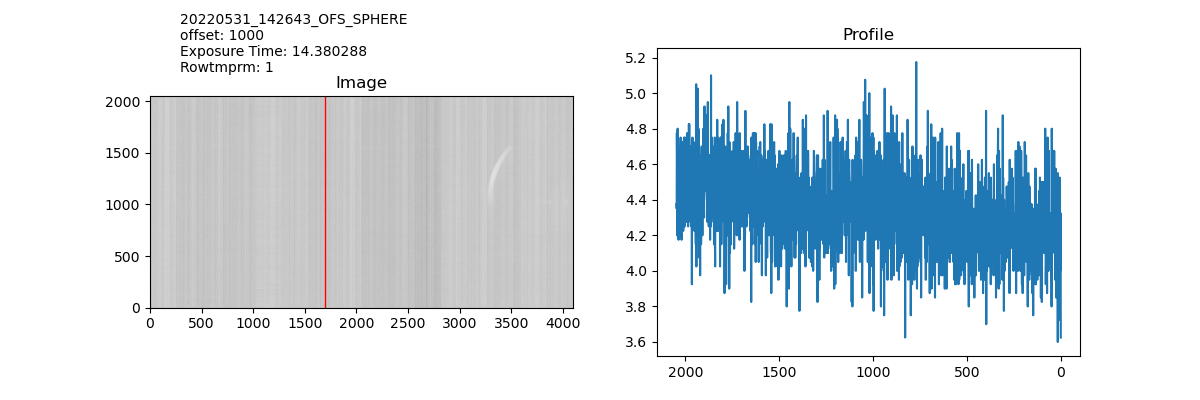 20220531_142643_OFS_SPHERE
offset: 1000
Exposure Time: 14.380288
Rowtmprm: 1
Image
2000
1500
1000
500
0
0 500 1000 1500 2000 2500 3000 3500 4000
Profile
5.2
5.0
4.8
4.6
4.4
4.2
4.0
3.8
3.6
2000 1500 1000 500 0